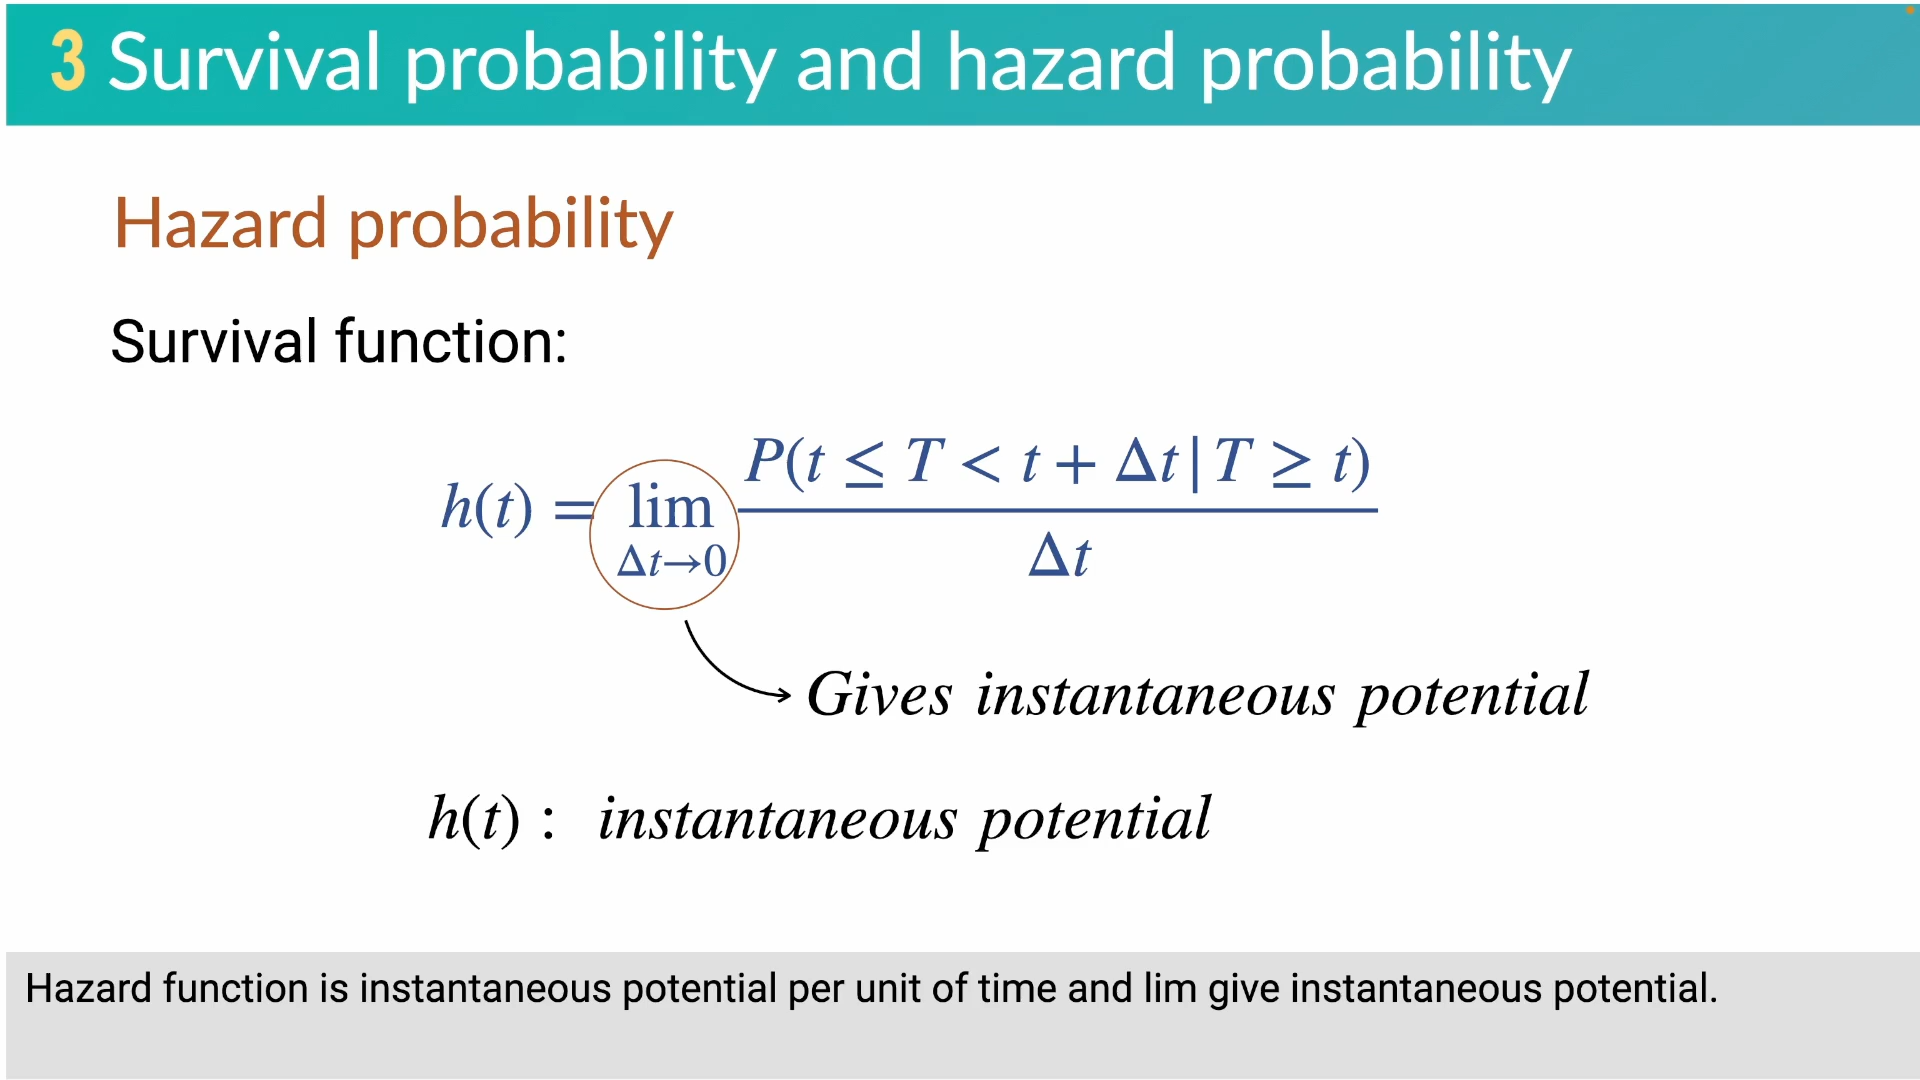 3 Survival probability and hazard probability
Hazard probability
Survival function:
h(t) = lim Δt→0 P(t ≤ T < t + Δt | T ≥ t) / Δt
Gives instantaneous potential
h(t) : instantaneous potential
Hazard function is instantaneous potential per unit of time and lim give instantaneous potential.